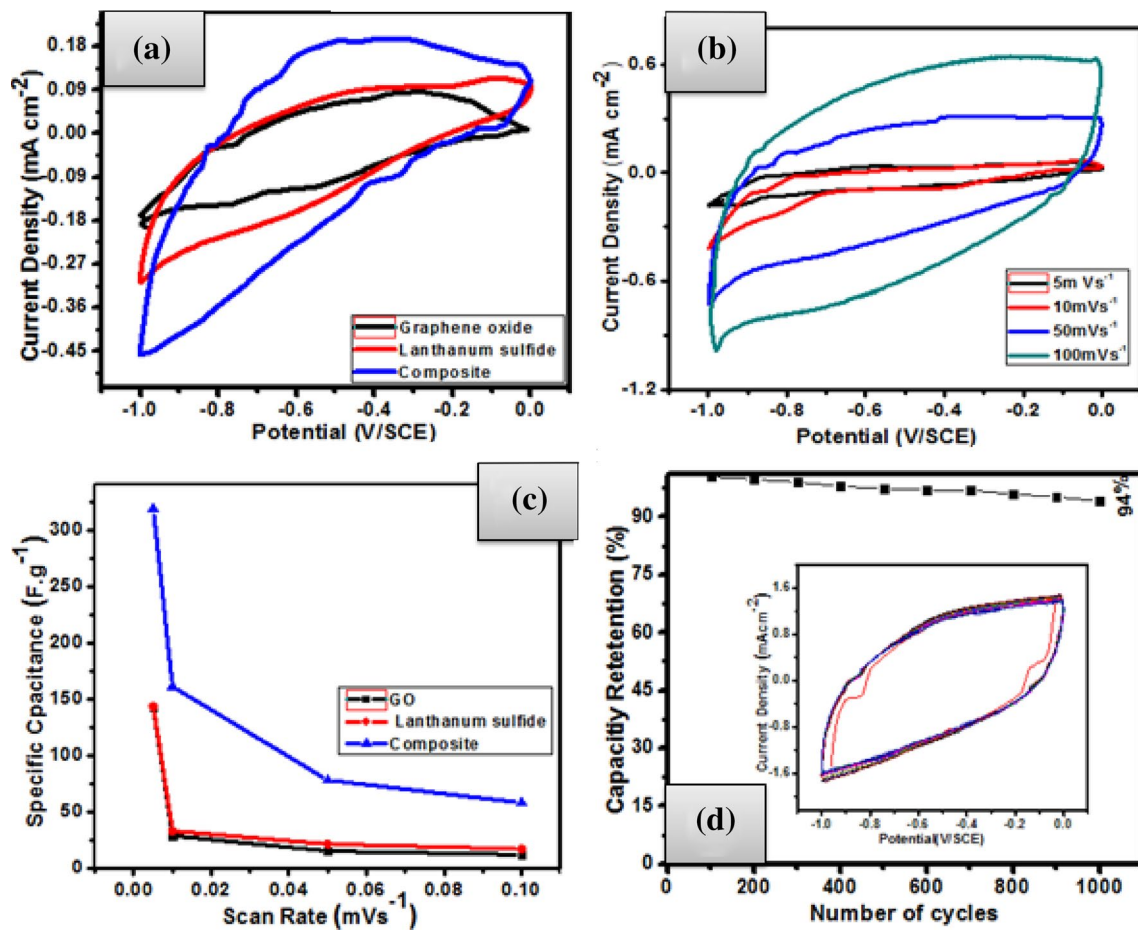 (a)
Current Density (mA cm-2)
0.18
0.09
0.00
-0.09
-0.18
-0.27
-0.36
-0.45
Graphene oxide
Lanthanum sulfide
Composite
-1.0 -0.8 -0.6 -0.4 -0.2 0.0
Potential (V/SCE)
(b)
Current Density (mA cm-2)
0.6
0.0
-0.6
-1.2
5m Vs-1
10mVs-1
50mVs-1
100mVs-1
-1.0 -0.8 -0.6 -0.4 -0.2 0.0
Potential (V/SCE)
(c)
Specific Cpacitance (F.g-1)
300
250
200
150
100
50
0
GO
Lanthanum sulfide
Composite
0.00 0.02 0.04 0.06 0.08 0.10
Scan Rate (mVs-1)
(d)
Capacitiy Retetention (%)
90
75
60
45
30
15
0
94%
Current Density (mAcm-2)
1.6
0.8
0.0
-0.8
-1.6
-1.0 -0.8 -0.6 -0.4 -0.2 0.0
Potential(V/SCE)
0 200 400 600 800 1000
Number of cycles